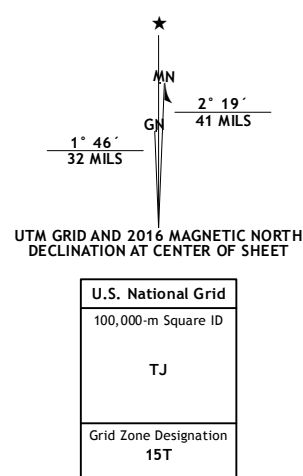 MN
2° 19´
41 MILS
GN
1° 46´
32 MILS
UTM GRID AND 2016 MAGNETIC NORTH
DECLINATION AT CENTER OF SHEET
U.S. National Grid
100,000-m Square ID
TJ
Grid Zone Designation
15T